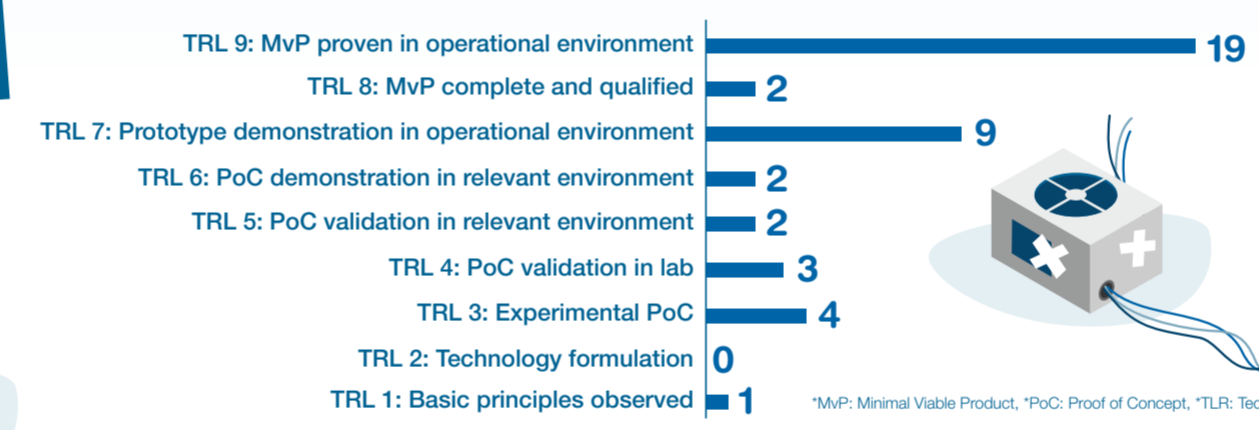 TRL 9: MvP proven in operational environment 19
TRL 8: MvP complete and qualified 2
TRL 7: Prototype demonstration in operational environment 9
TRL 6: PoC demonstration in relevant environment 2
TRL 5: PoC validation in relevant environment 2
TRL 4: PoC validation in lab 3
TRL 3: Experimental PoC 4
TRL 2: Technology formulation 0
TRL 1: Basic principles observed 1
*MvP: Minimal Viable Product, *PoC: Proof of Concept, *TLR: